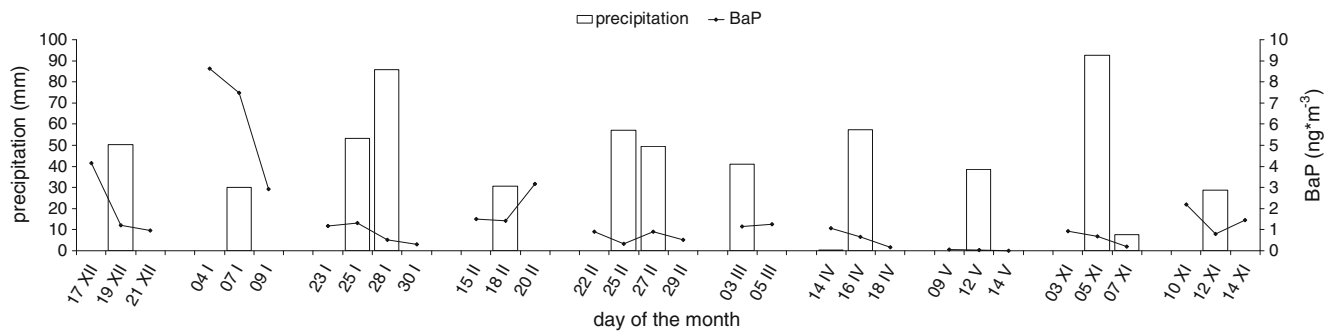 precipitation BaP
precipitation (mm)
100
90
80
70
60
50
40
30
20
10
0
10
9
8
7
6
5
4
3
2
1
0
BaP (ng*m-3)
17 XII
19 XII
21 XII
04 I
07 I
09 I
23 I
25 I
28 I
30 I
15 II
18 II
20 II
22 II
25 II
27 II
29 II
03 III
05 III
14 IV
16 IV
18 IV
09 V
12 V
14 V
03 XI
05 XI
07 XI
10 XI
12 XI
14 XI
day of the month